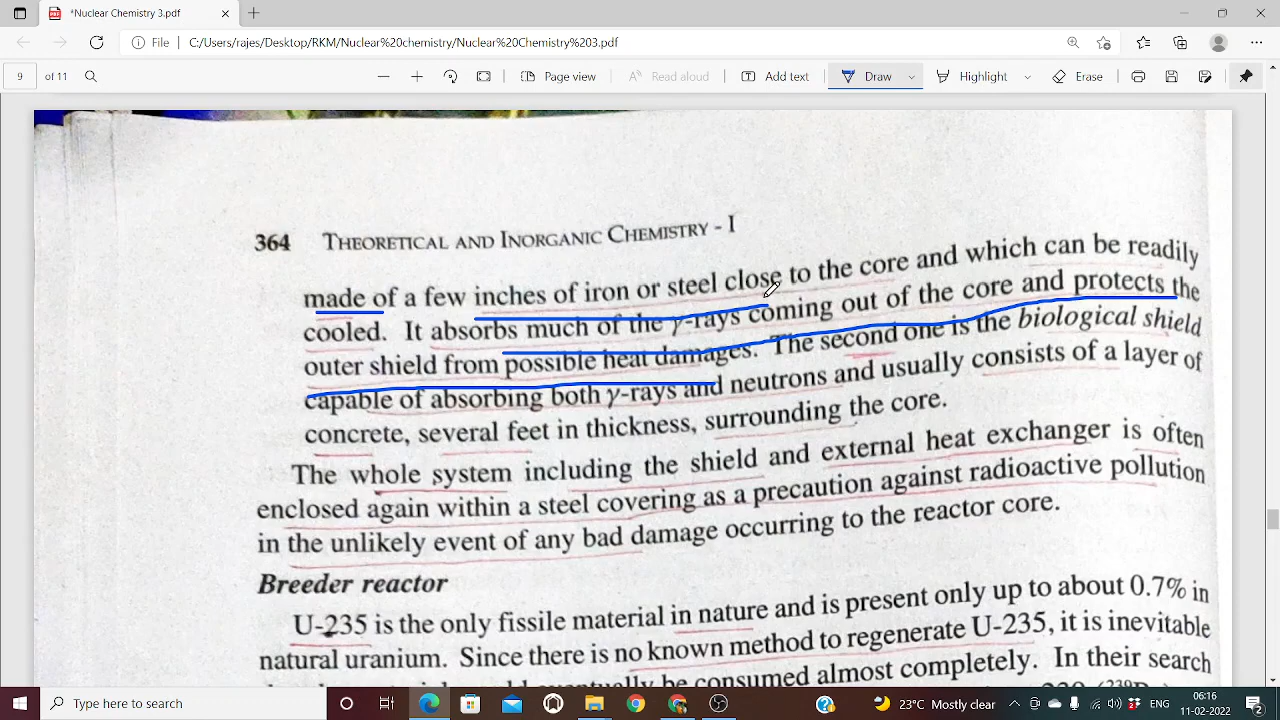 *Nuclear Chemistry 3.pdf
File | C:/Users/rajes/Desktop/RKM/Nuclear%20chemistry/Nuclear%20Chemistry%203.pdf
9 of 11 Page view Read aloud Add text Draw Highlight Erase
364 THEORETICAL AND INORGANIC CHEMISTRY - I
made of a few inches of iron or steel close to the core and which can be readily
cooled. It absorbs much of the γ-rays coming out of the core and protects the
outer shield from possible heat damages. The second one is the biological shield
capable of absorbing both γ-rays and neutrons and usually consists of a layer of
concrete, several feet in thickness, surrounding the core.
The whole system including the shield and external heat exchanger is often
enclosed again within a steel covering as a precaution against radioactive pollution
in the unlikely event of any bad damage occurring to the reactor core.
Breeder reactor
U-235 is the only fissile material in nature and is present only up to about 0.7% in
natural uranium. Since there is no known method to regenerate U-235, it is inevitable
be consumed almost completely. In their search
Type here to search 23°C Mostly clear ENG 06:16
11-02-2022